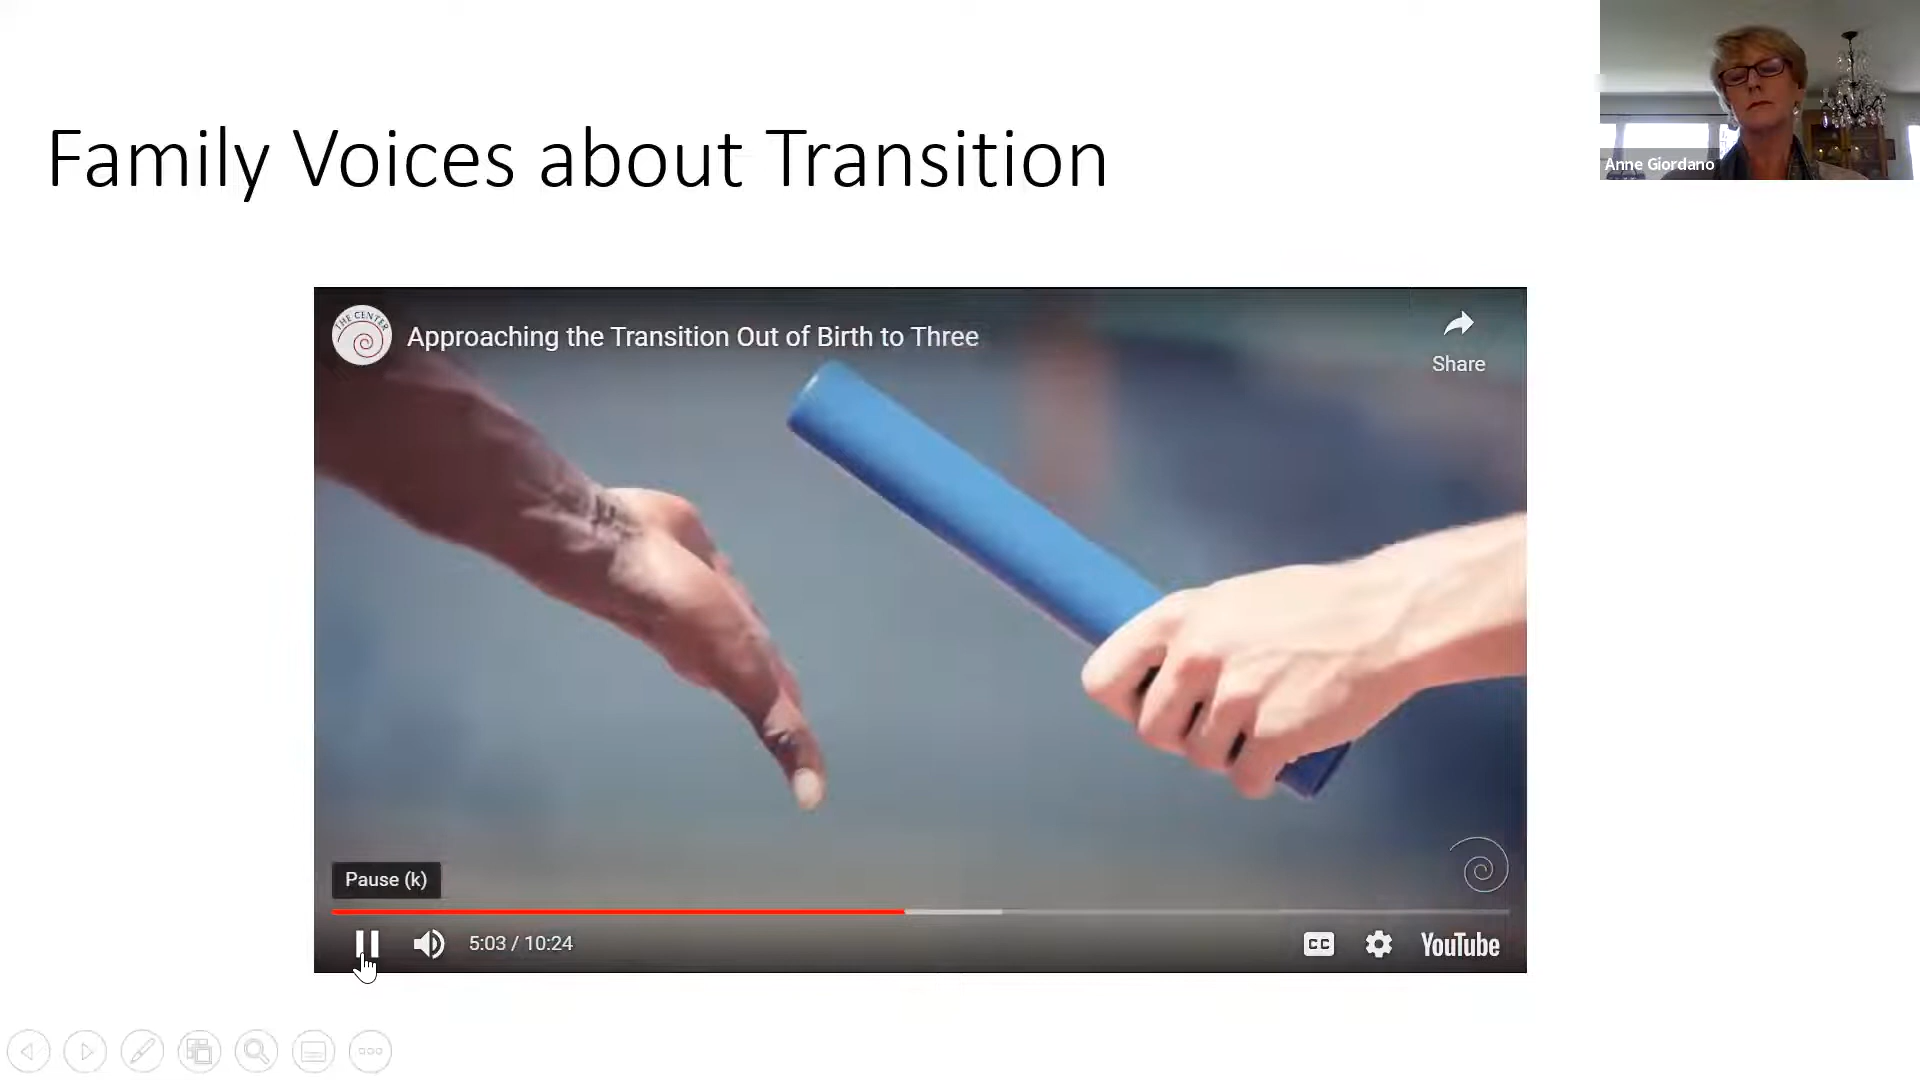 Anne Giordano
Family Voices about Transition
THE CENTER
Approaching the Transition Out of Birth to Three
Share
Pause (k)
5:03 / 10:24
CC
YouTube